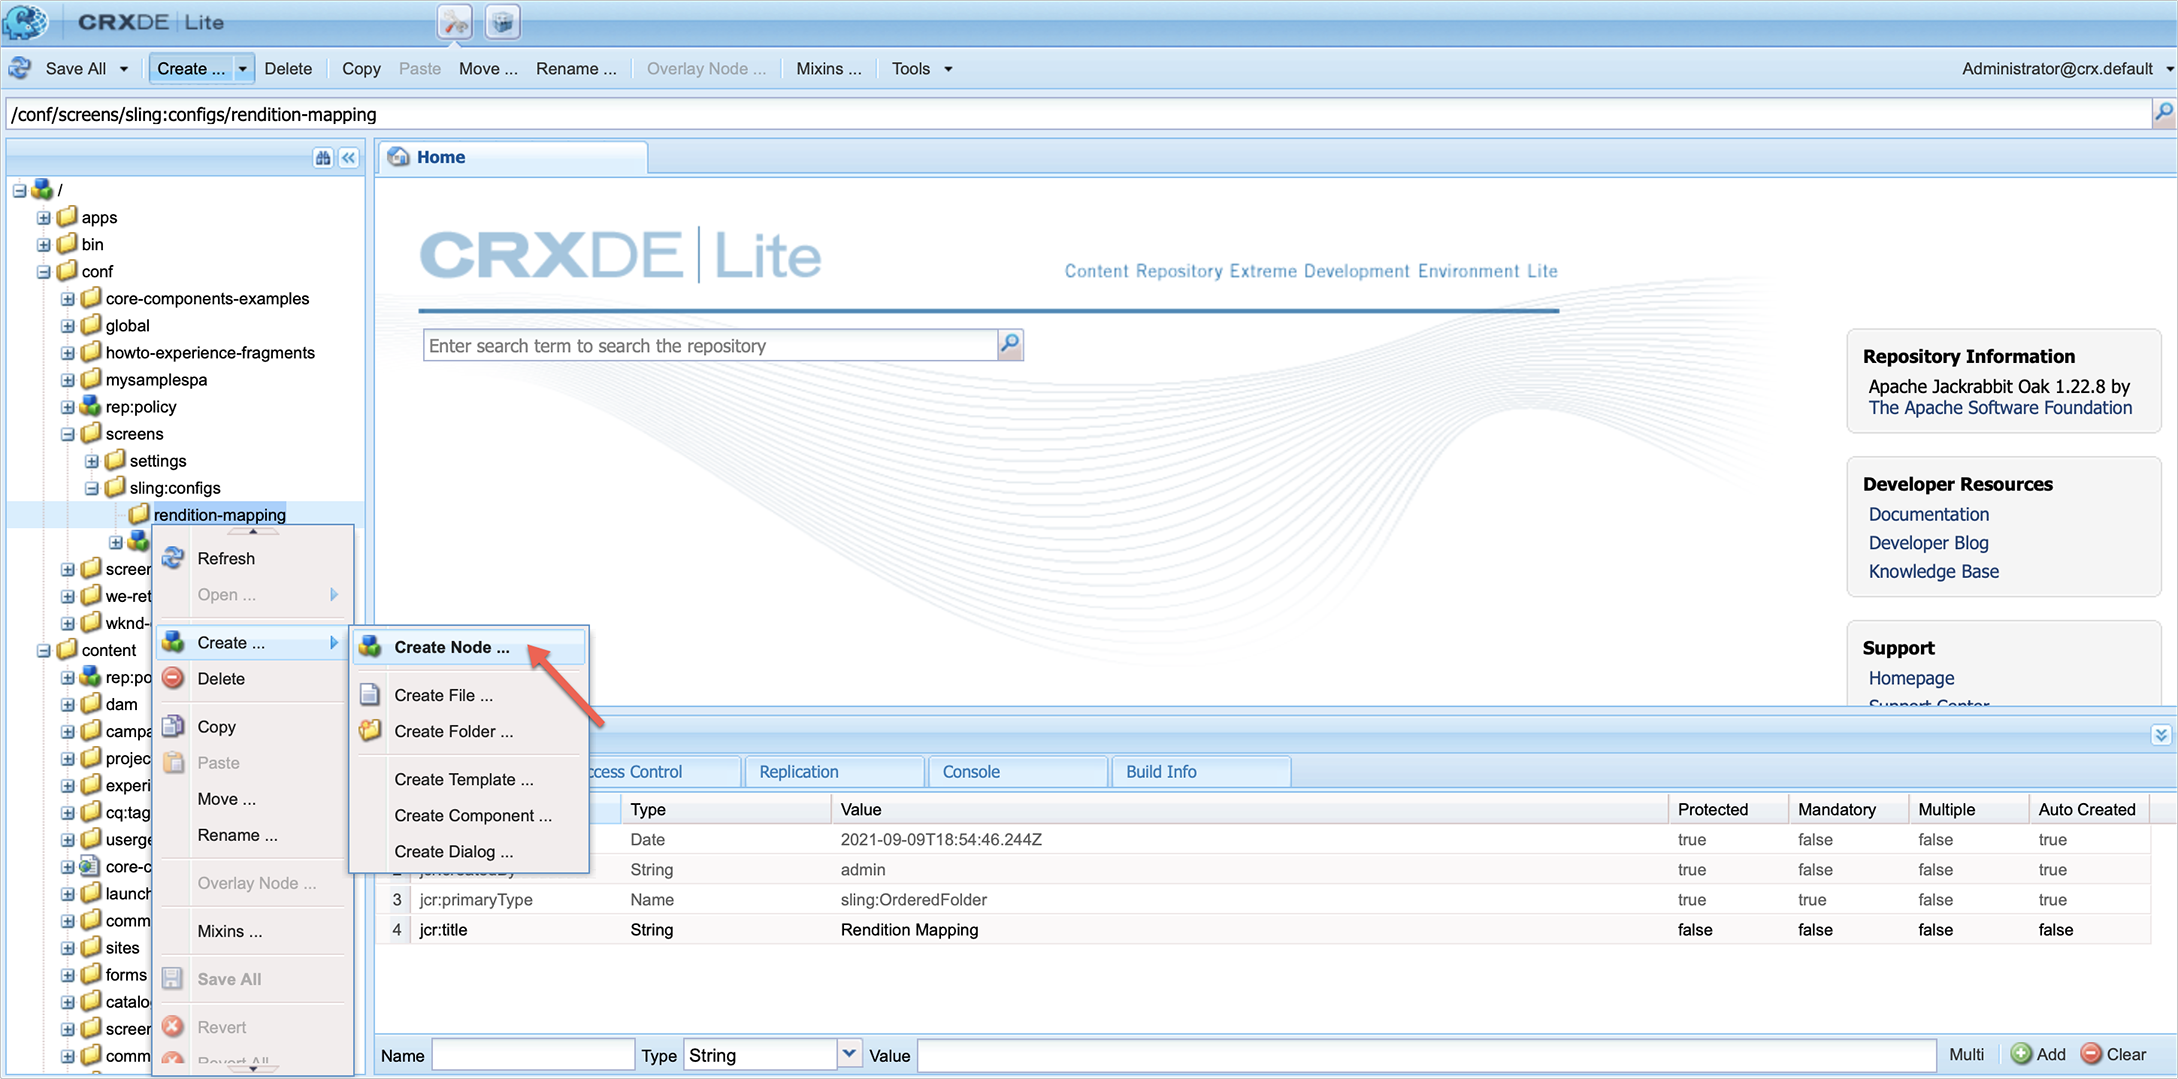 CRXDE | Lite
Save All
Create ...
Delete
Copy
Paste
Move ...
Rename ...
Overlay Node ...
Mixins ...
Tools
Administrator@crx.default
/conf/screens/sling:configs/rendition-mapping
Home
/
apps
bin
conf
core-components-examples
global
howto-experience-fragments
mysamplespa
rep:policy
screens
settings
sling:configs
rendition-mapping
screer
we-ret
wknd-
content
rep:po
dam
campa
projec
experi
cq:tag
userge
core-c
launch
comm
sites
forms
catalo
screer
comm
Refresh
Open ...
Create ...
Delete
Copy
Paste
Move ...
Rename ...
Overlay Node ...
Mixins ...
Save All
Revert
Revert All
Create Node ...
Create File ...
Create Folder ...
Create Template ...
Create Component ...
Create Dialog ...
CRXDE | Lite
Content Repository Extreme Development Environment Lite
Enter search term to search the repository
Repository Information
Apache Jackrabbit Oak 1.22.8 by
The Apache Software Foundation
Developer Resources
Documentation
Developer Blog
Knowledge Base
Support
Homepage
Support Center
ccess Control
Replication
Console
Build Info
Type Value Protected Mandatory Multiple Auto Created
Date 2021-09-09T18:54:46.244Z true false false true
String admin true false false true
3 jcr:primaryType Name sling:OrderedFolder true true false true
4 jcr:title String Rendition Mapping false false false false
Name Type String Value Multi Add Clear